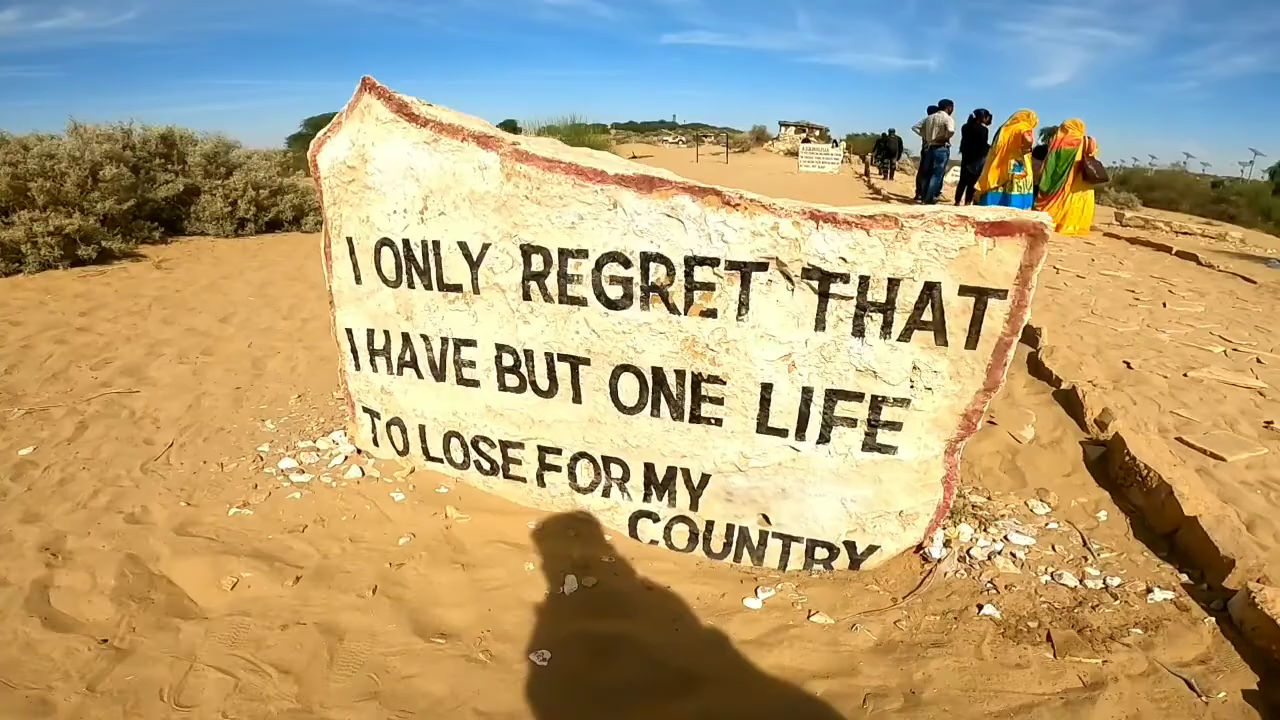 I ONLY REGRET THAT
I HAVE BUT ONE LIFE
TO LOSE FOR MY
COUNTRY